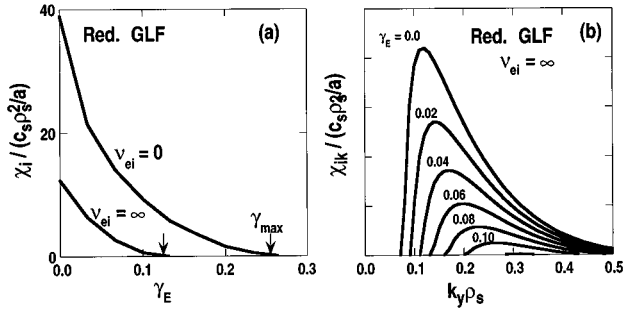 Red. GLF
(a)
χi / (csρs²/a)
40
20
0
νei = 0
νei = ∞
γmax
0.0
0.1
0.2
0.3
γE
(b)
Red. GLF
νei = ∞
χik / (csρs²/a)
γE = 0.0
0.02
0.04
0.06
0.08
0.10
0.0
0.1
0.2
0.3
0.4
0.5
kyρs